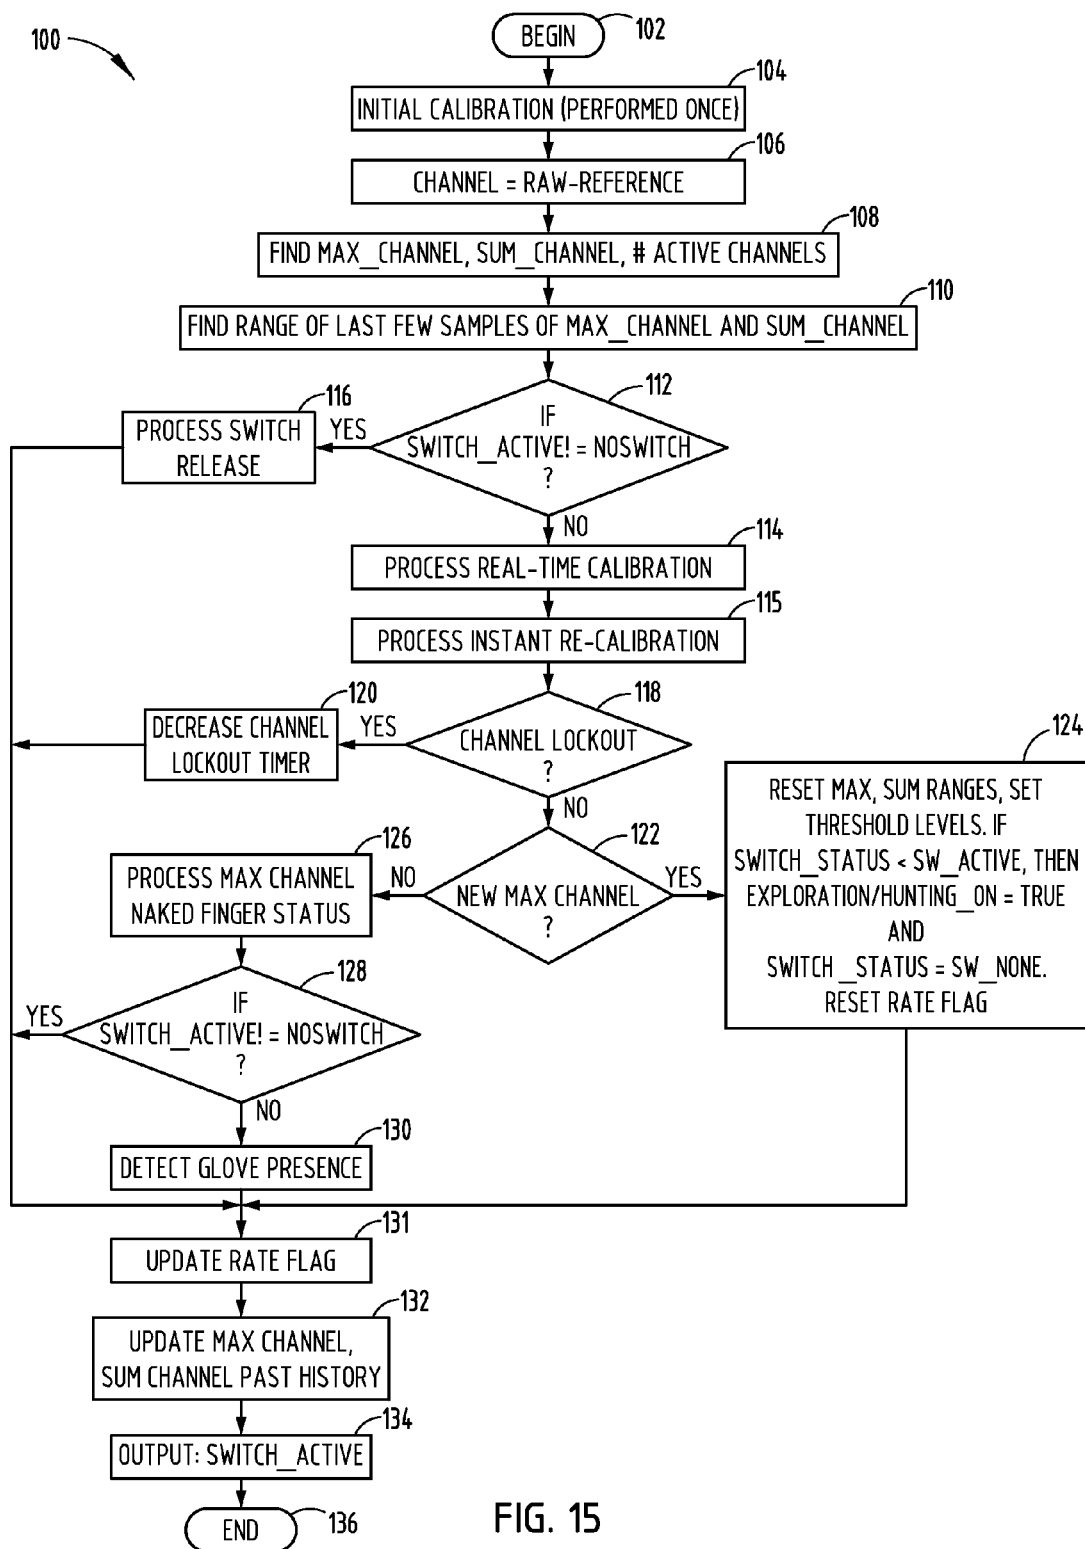 100
BEGIN
102
104
INITIAL CALIBRATION (PERFORMED ONCE)
106
CHANNEL = RAW-REFERENCE
108
FIND MAX_CHANNEL, SUM_CHANNEL, # ACTIVE CHANNELS
110
FIND RANGE OF LAST FEW SAMPLES OF MAX_CHANNEL AND SUM_CHANNEL
112
IF
SWITCH_ACTIVE! = NOSWITCH
?
YES
116
PROCESS SWITCH
RELEASE
NO
114
PROCESS REAL-TIME CALIBRATION
115
PROCESS INSTANT RE-CALIBRATION
118
CHANNEL LOCKOUT
?
YES
120
DECREASE CHANNEL
LOCKOUT TIMER
NO
122
NEW MAX CHANNEL
?
YES
124
RESET MAX, SUM RANGES, SET
THRESHOLD LEVELS. IF
SWITCH_STATUS < SW_ACTIVE, THEN
EXPLORATION/HUNTING_ON = TRUE
AND
SWITCH_STATUS = SW_NONE.
RESET RATE FLAG
NO
126
PROCESS MAX CHANNEL
NAKED FINGER STATUS
128
IF
SWITCH_ACTIVE! = NOSWITCH
?
YES
NO
130
DETECT GLOVE PRESENCE
131
UPDATE RATE FLAG
132
UPDATE MAX CHANNEL,
SUM CHANNEL PAST HISTORY
134
OUTPUT: SWITCH_ACTIVE
END
136
FIG. 15